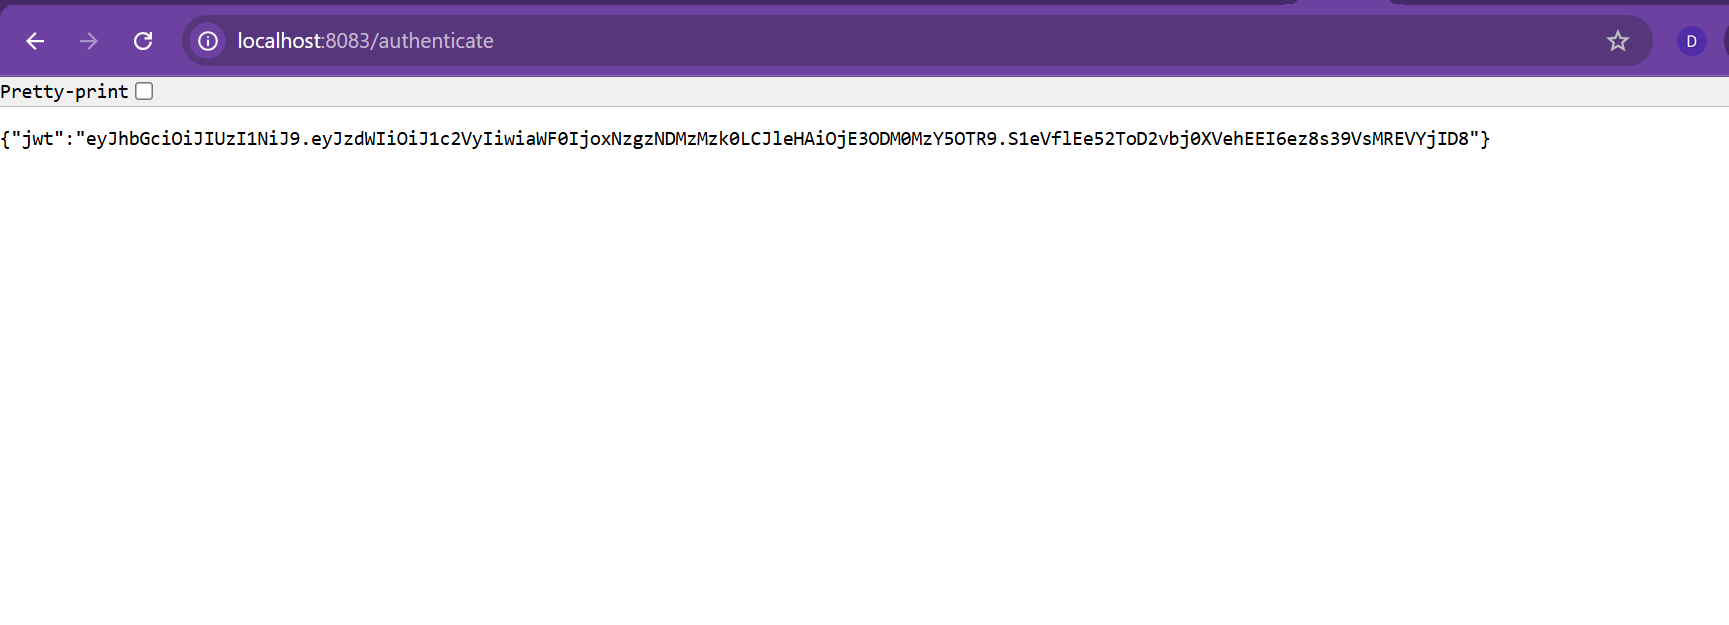 localhost:8083/authenticate
D
Pretty-print
{"jwt":"eyJhbGciOiJIUzI1NiJ9.eyJzdWIiOiJ1c2VyIiwiaWF0IjoxNzgzNDMzMzk0LCJleHAiOjE3ODM0MzY5OTR9.S1eVflEe52ToD2vbj0XVehEEI6ez8s39VsMREVYjID8"}